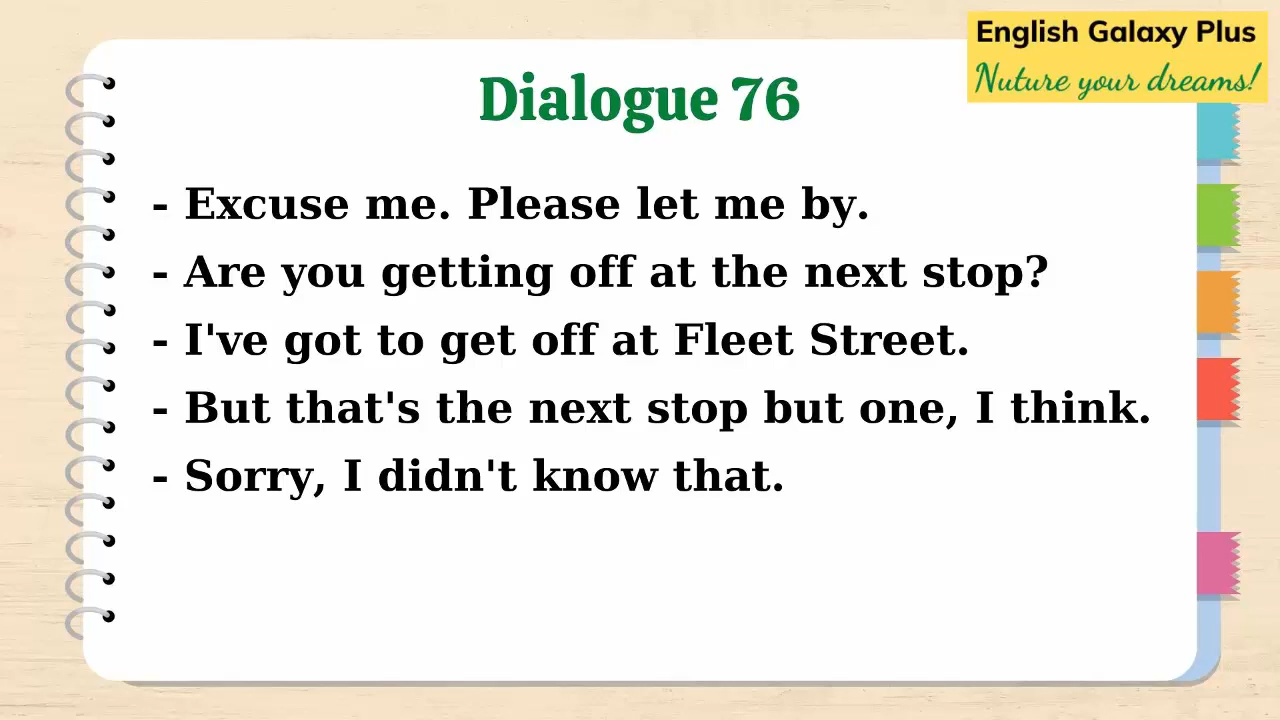 English Galaxy Plus
Nuture your dreams!
Dialogue 76
- Excuse me. Please let me by.
- Are you getting off at the next stop?
- I've got to get off at Fleet Street.
- But that's the next stop but one, I think.
- Sorry, I didn't know that.